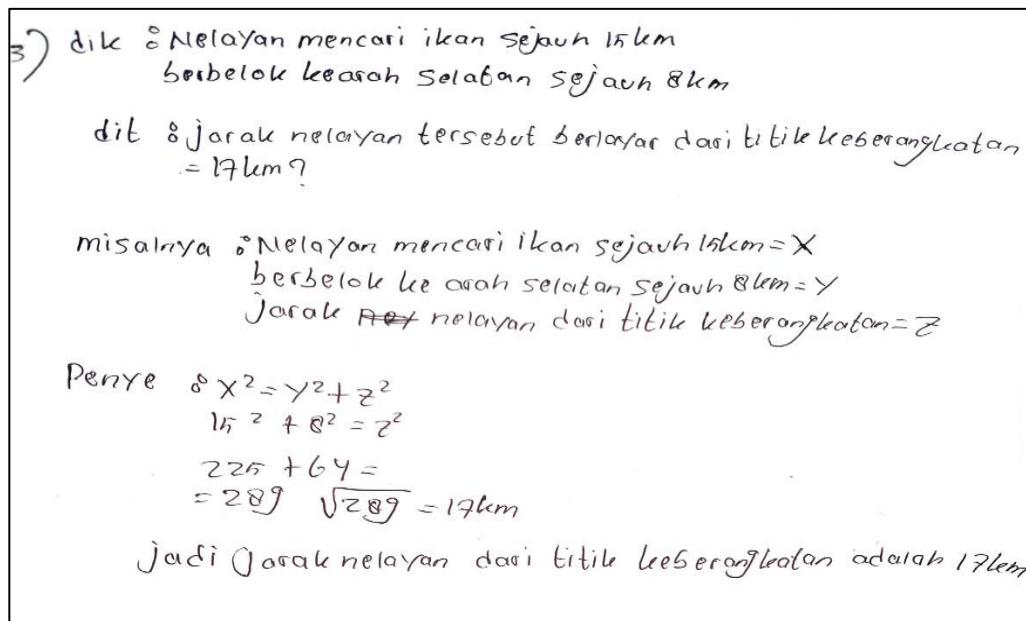 3) dik : Nelayan mencari ikan sejauh 15 km
berbelok kearah selatan sejauh 8 km
dit : jarak nelayan tersebut berlayar dari titik keberangkatan
= 17 km?
misalnya : Nelayan mencari ikan sejauh 15 km = X
berbelok ke arah selatan sejauh 8 km = Y
jarak nelayan dari titik keberangkatan = Z
Penye : X² = Y² + Z²
15² + 8² = Z²
225 + 64 =
= 289 √289 = 17 km
jadi jarak nelayan dari titik keberangkatan adalah 17 km